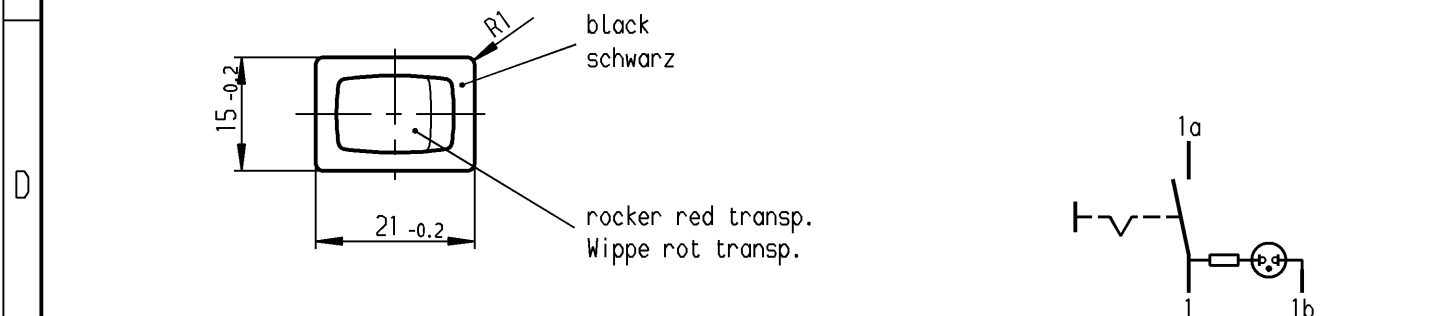 R1
black
schwarz
15 -0.2
1a
D
21 -0.2
rocker red transp.
Wippe rot transp.
1
1b